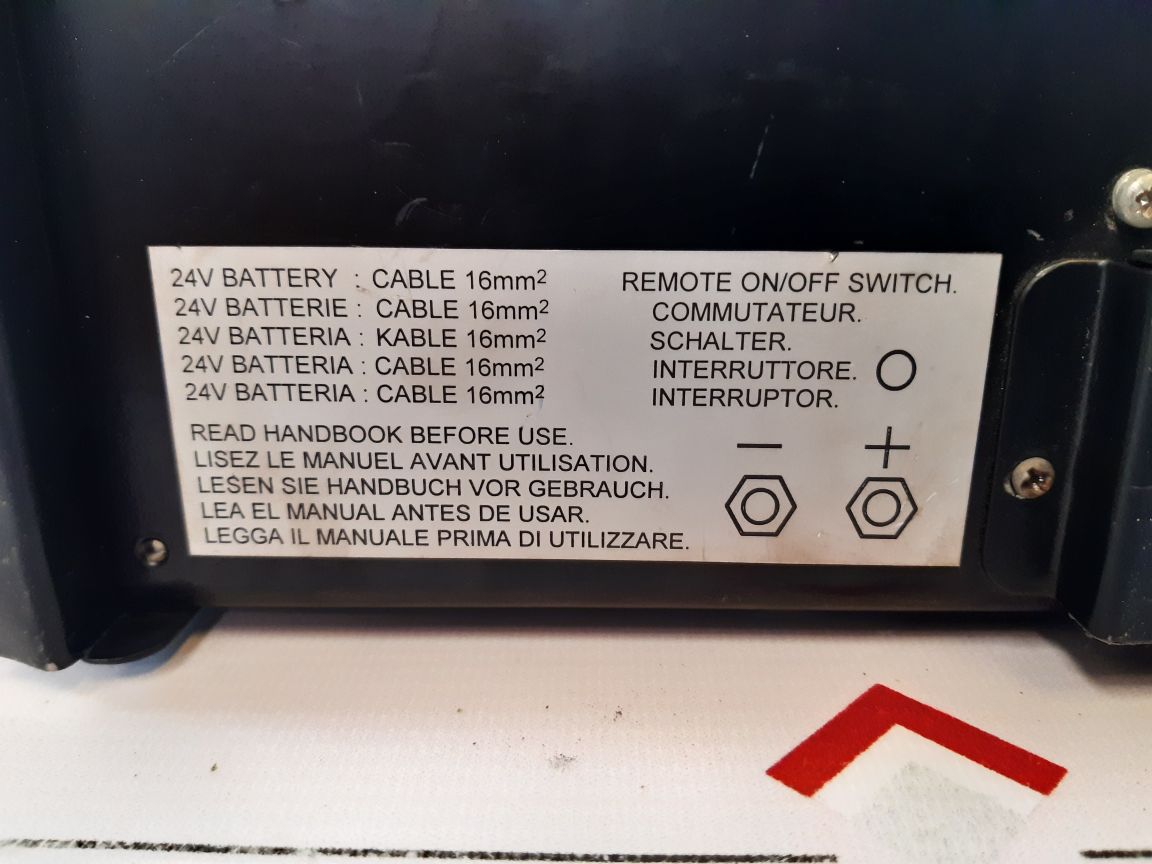 24V BATTERY : CABLE 16mm²
24V BATTERIE : CABLE 16mm²
24V BATTERIA : KABLE 16mm²
24V BATTERIA : CABLE 16mm²
24V BATTERIA : CABLE 16mm²
REMOTE ON/OFF SWITCH.
COMMUTATEUR.
SCHALTER.
INTERRUTTORE.
INTERRUPTOR.
READ HANDBOOK BEFORE USE.
LISEZ LE MANUEL AVANT UTILISATION.
LESEN SIE HANDBUCH VOR GEBRAUCH.
LEA EL MANUAL ANTES DE USAR.
LEGGA IL MANUALE PRIMA DI UTILIZZARE.
− +